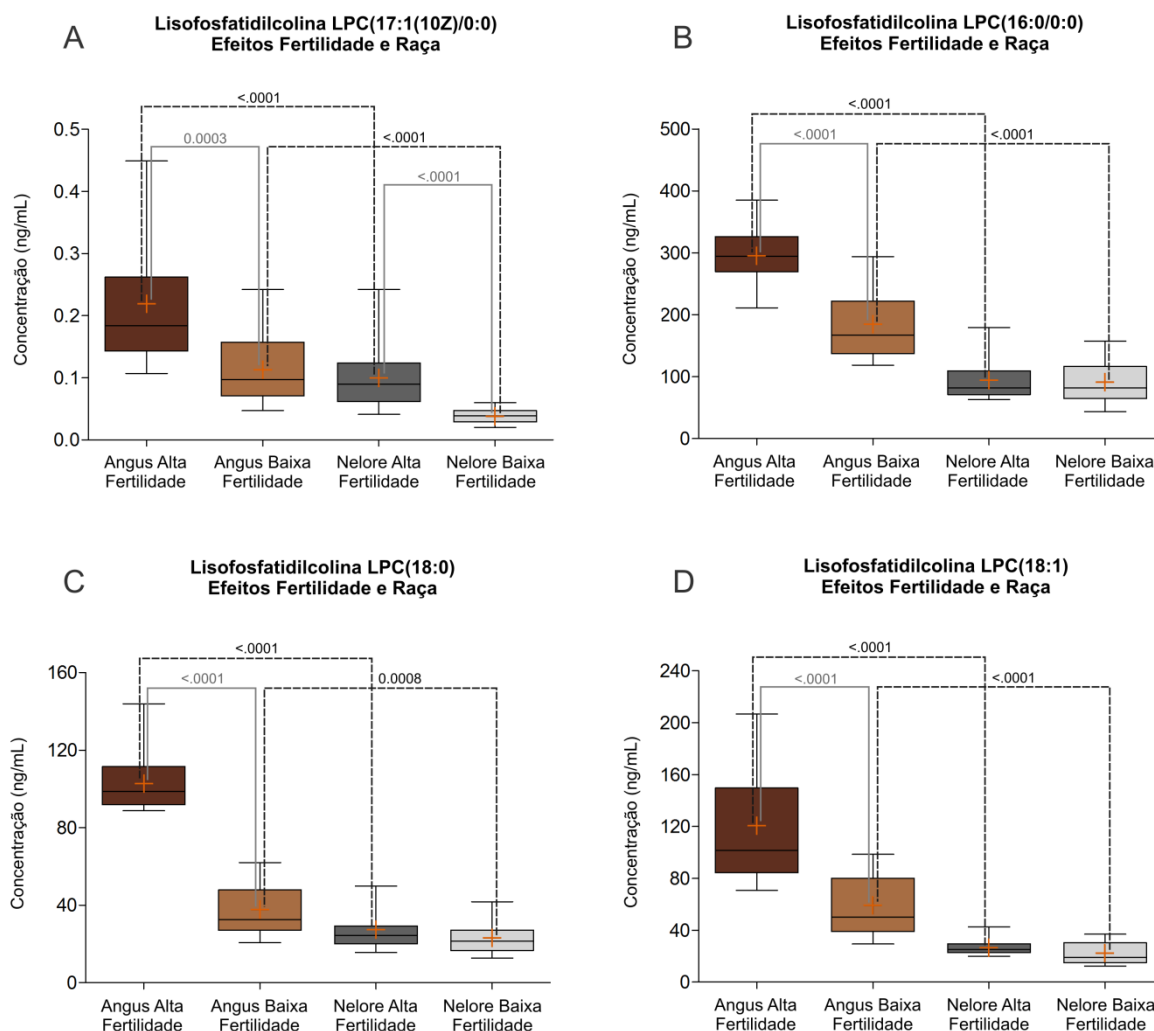 A
Lisofosfatidilcolina LPC(17:1(10Z)/0:0)
Efeitos Fertilidade e Raça
<.0001
0.0003
<.0001
<.0001
0.5
0.4
0.3
0.2
0.1
0.0
Concentração (ng/mL)
Angus Alta Fertilidade
Angus Baixa Fertilidade
Nelore Alta Fertilidade
Nelore Baixa Fertilidade
B
Lisofosfatidilcolina LPC(16:0/0:0)
Efeitos Fertilidade e Raça
<.0001
<.0001
<.0001
500
400
300
200
100
0
Concentração (ng/mL)
Angus Alta Fertilidade
Angus Baixa Fertilidade
Nelore Alta Fertilidade
Nelore Baixa Fertilidade
C
Lisofosfatidilcolina LPC(18:0)
Efeitos Fertilidade e Raça
<.0001
<.0001
0.0008
160
120
80
40
0
Concentração (ng/mL)
Angus Alta Fertilidade
Angus Baixa Fertilidade
Nelore Alta Fertilidade
Nelore Baixa Fertilidade
D
Lisofosfatidilcolina LPC(18:1)
Efeitos Fertilidade e Raça
<.0001
<.0001
<.0001
240
200
160
120
80
40
0
Concentração (ng/mL)
Angus Alta Fertilidade
Angus Baixa Fertilidade
Nelore Alta Fertilidade
Nelore Baixa Fertilidade